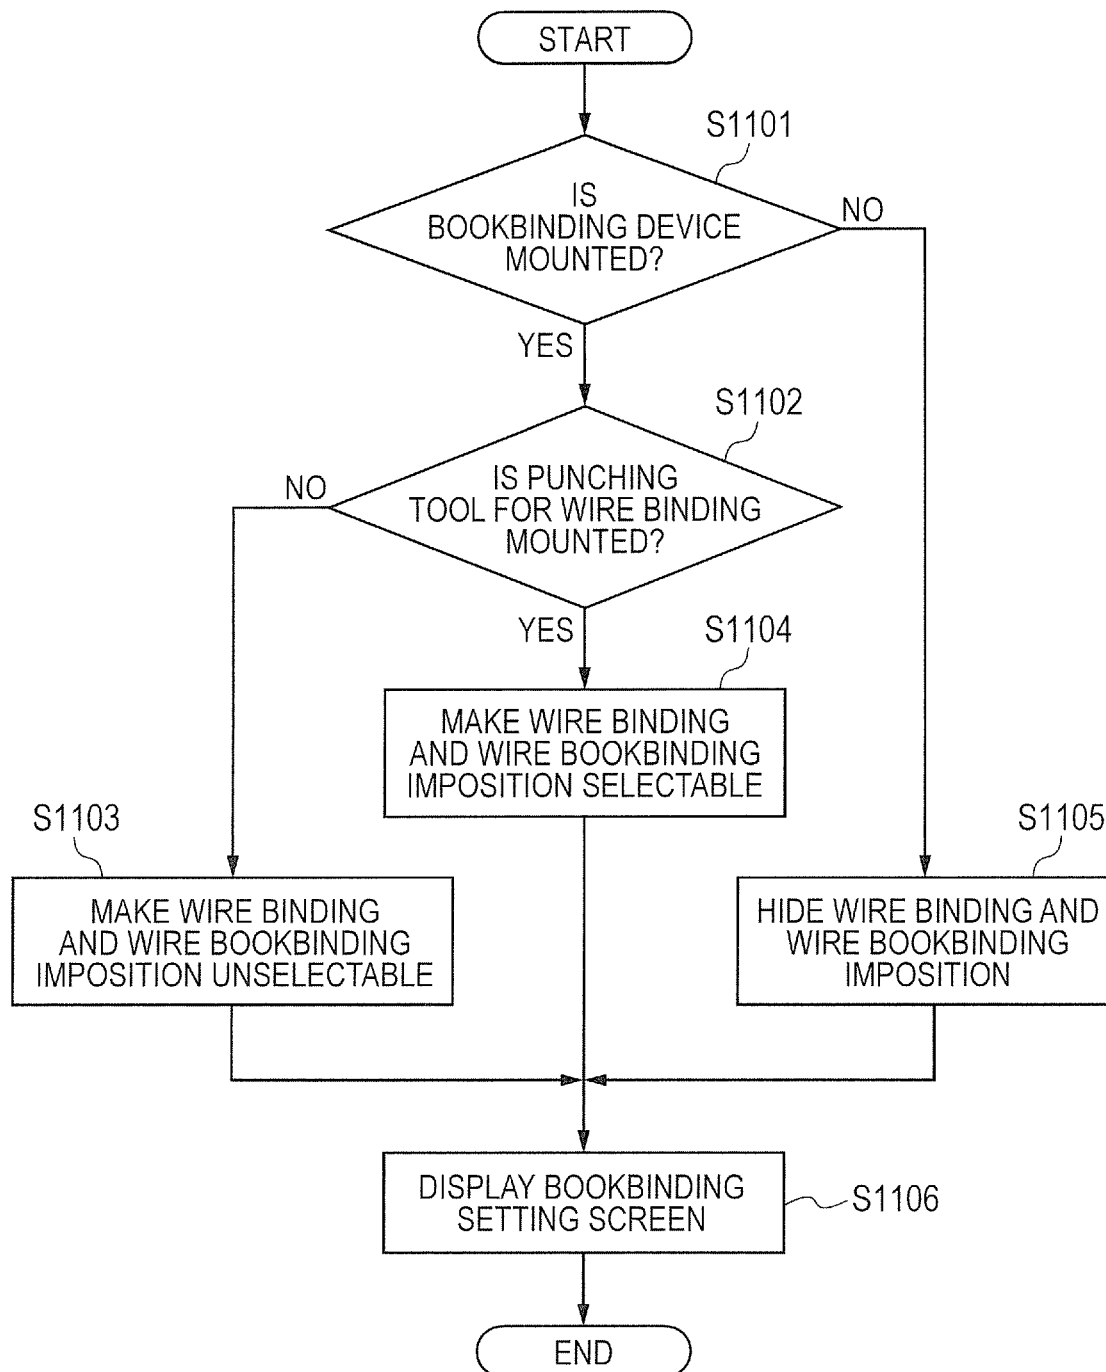 START
S1101
IS
BOOKBINDING DEVICE
MOUNTED?
NO
YES
S1102
IS PUNCHING
TOOL FOR WIRE BINDING
MOUNTED?
NO
YES
S1104
MAKE WIRE BINDING
AND WIRE BOOKBINDING
IMPOSITION SELECTABLE
S1103
MAKE WIRE BINDING
AND WIRE BOOKBINDING
IMPOSITION UNSELECTABLE
S1105
HIDE WIRE BINDING AND
WIRE BOOKBINDING
IMPOSITION
DISPLAY BOOKBINDING
SETTING SCREEN
S1106
END